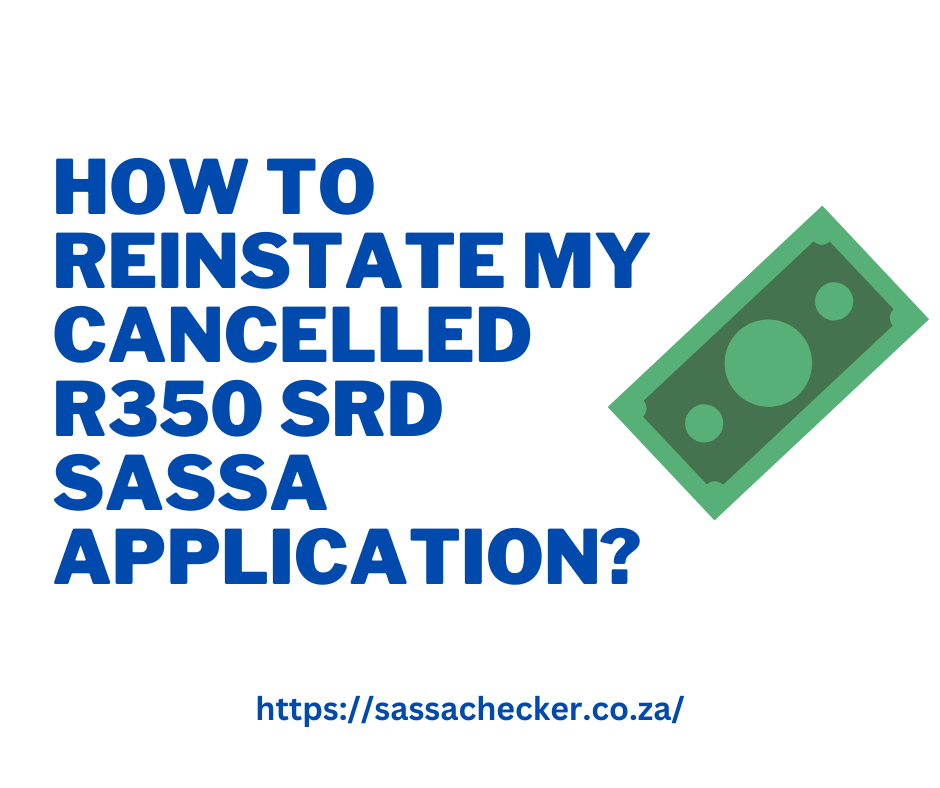 HOW TO
REINSTATE MY
CANCELLED
R350 SRD
SASSA
APPLICATION?
https://sassachecker.co.za/